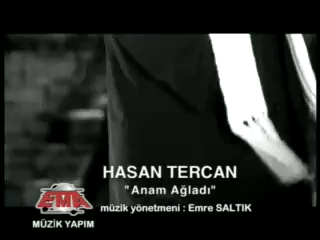 HASAN TERCAN
"Anam Ağladı"
müzik yönetmeni : Emre SALTIK
EMA
MÜZİK YAPIM